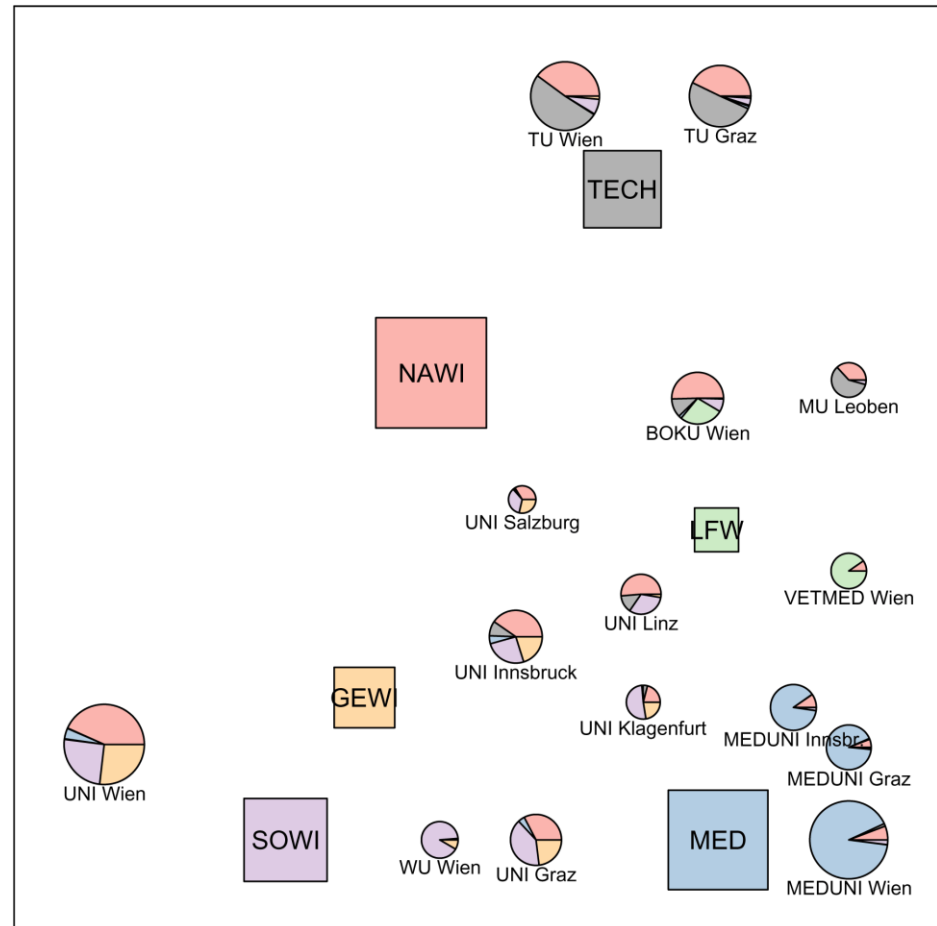 TU Wien
TU Graz
TECH
NAWI
MU Leoben
BOKU Wien
UNI Salzburg
LFW
VETMED Wien
UNI Linz
UNI Innsbruck
GEWI
UNI Klagenfurt
MEDUNI Innsbr.
MEDUNI Graz
UNI Wien
SOWI
WU Wien
UNI Graz
MED
MEDUNI Wien